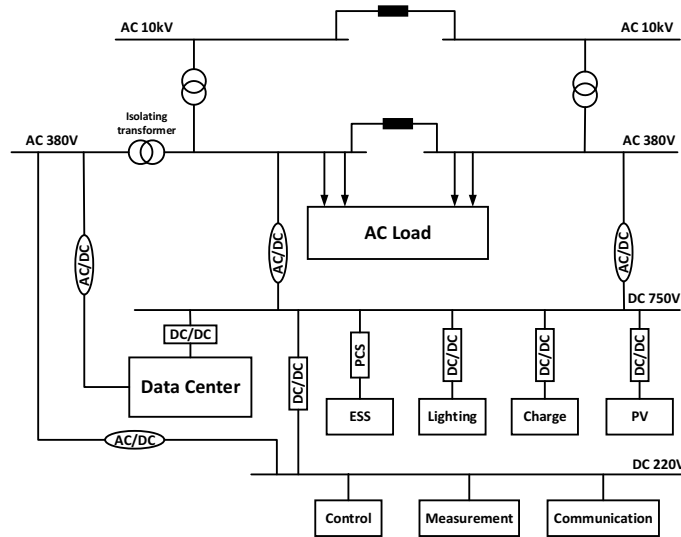 AC 10kV
AC 10kV
Isolating
transformer
AC 380V
AC 380V
AC Load
AC/DC
AC/DC
AC/DC
DC 750V
DC/DC
DC/DC
PCS
DC/DC
DC/DC
DC/DC
Data Center
ESS
Lighting
Charge
PV
AC/DC
DC 220V
Control
Measurement
Communication